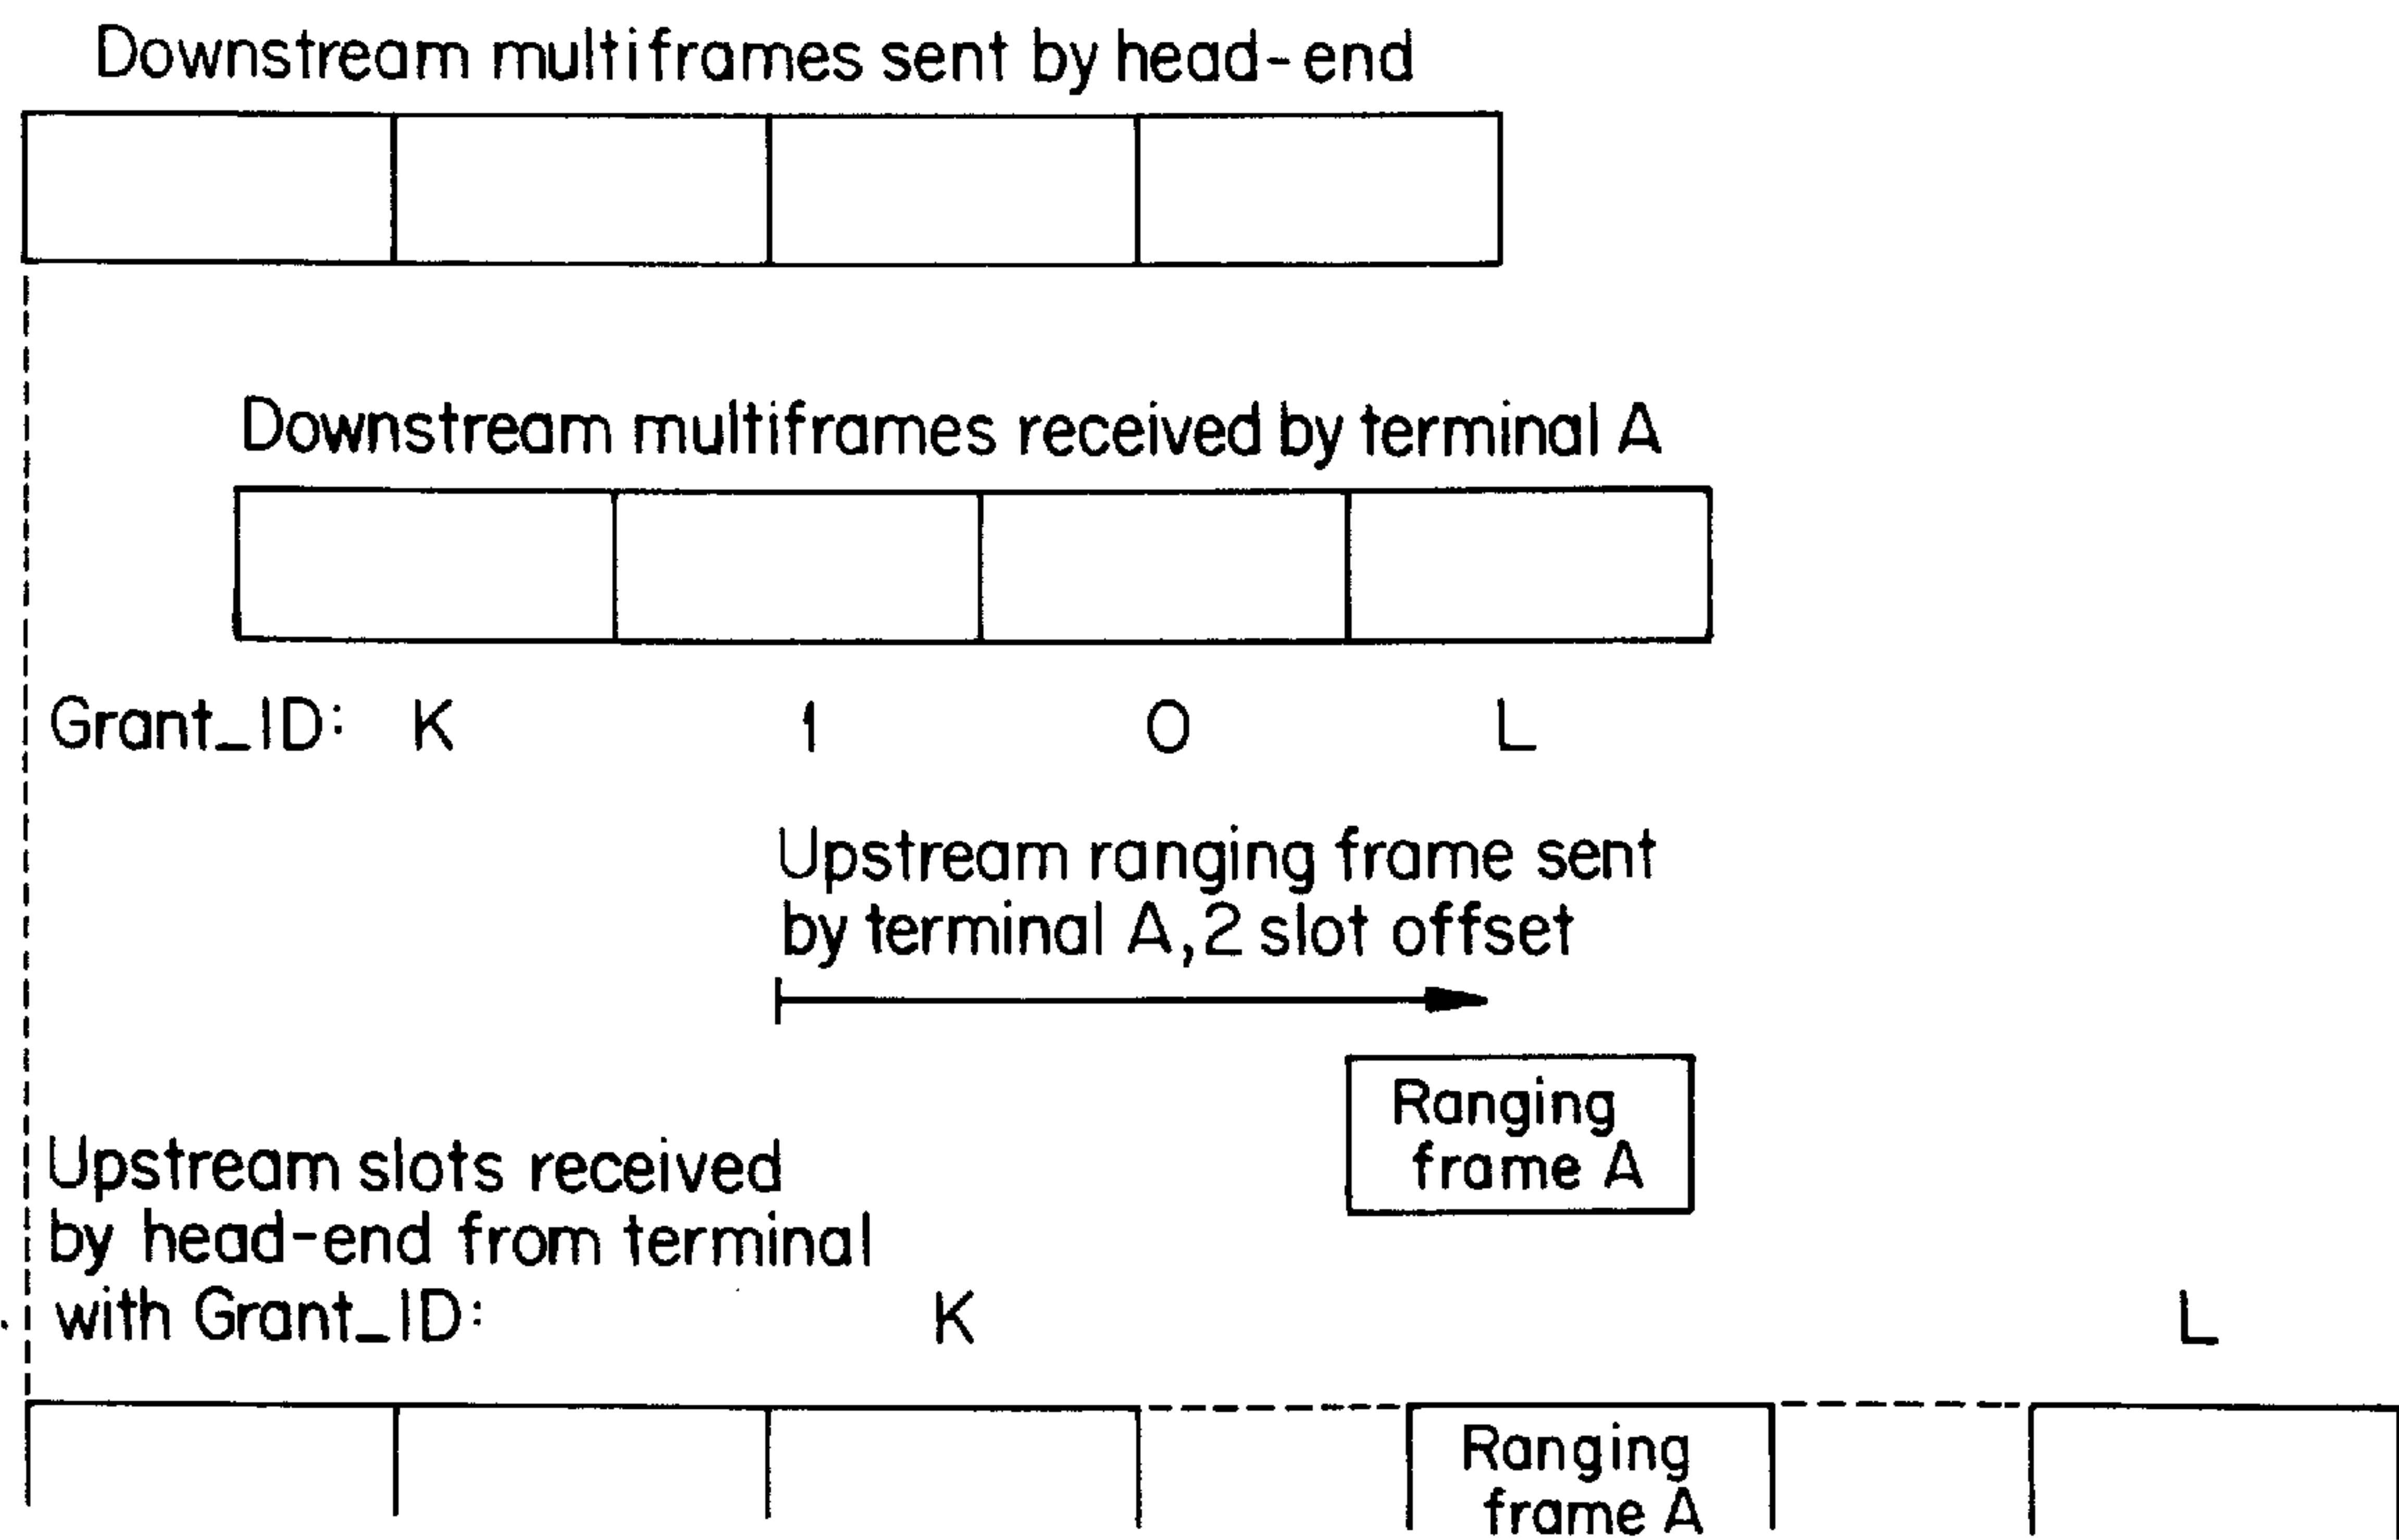 Downstream multiframes sent by head-end
Downstream multiframes received by terminal A
Grant_ID: K 1 0 L
Upstream ranging frame sent
by terminal A, 2 slot offset
Ranging
frame A
Upstream slots received
by head-end from terminal
with Grant_ID: K L
Ranging
frame A